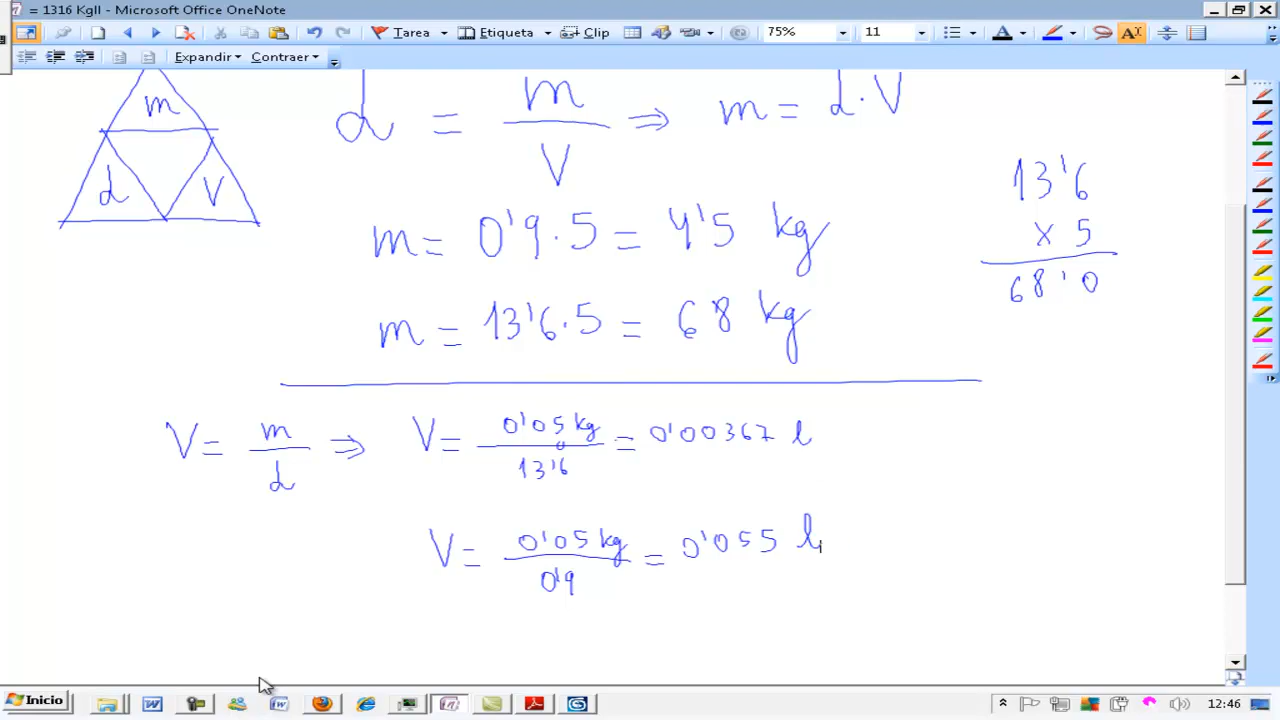 = 1316 KgII - Microsoft Office OneNote
Tarea Etiqueta Clip 75% 11
Expandir Contraer
m
d V
d = m / V ⇒ m = d · V
m = 0'9 · 5 = 4'5 kg
m = 13'6 · 5 = 68 kg
13'6
x 5
68'0
V = m / d ⇒ V = 0'05 kg / 13'6 = 0'00367 l
V = 0'05 kg / 0'9 = 0'055 l
Inicio 12:46